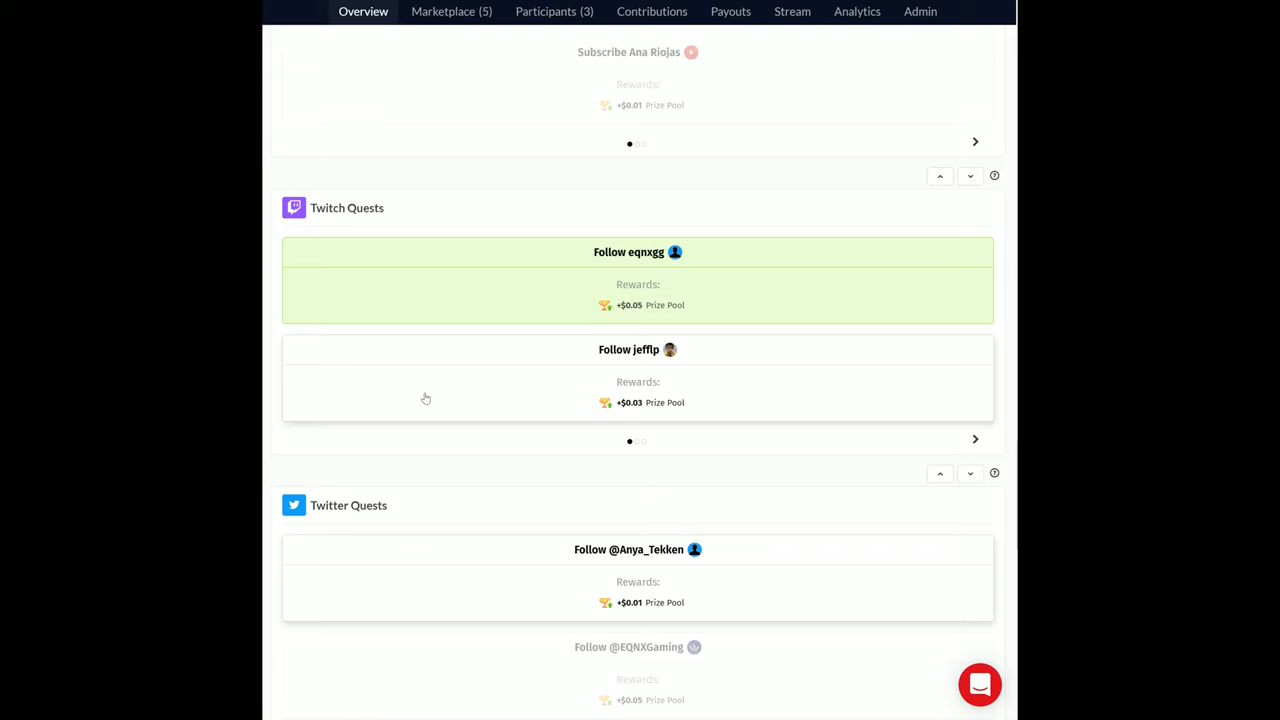 Overview Marketplace (5) Participants (3) Contributions Payouts Stream Analytics Admin
Subscribe Ana Riojas
Rewards:
+$0.01 Prize Pool
Twitch Quests
Follow eqnxgg
Rewards:
+$0.05 Prize Pool
Follow jefflp
Rewards:
+$0.03 Prize Pool
Twitter Quests
Follow @Anya_Tekken
Rewards:
+$0.01 Prize Pool
Follow @EQNXGaming
Rewards:
+$0.05 Prize Pool